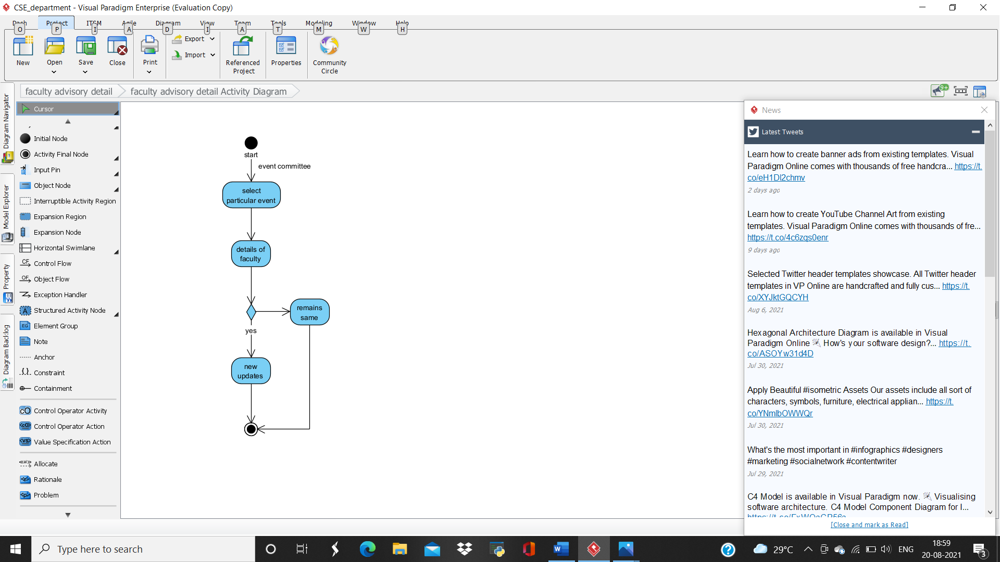 CSE_department - Visual Paradigm Enterprise (Evaluation Copy)
Dash Project ITSM Agile Diagram View Team Tools Modeling Window Help
O P I A D I A T M W H
New
Open
Save
Close
Print
Export
Import
Referenced
Project
Properties
Community
Circle
faculty advisory detail
faculty advisory detail Activity Diagram
9+
Diagram Navigator
Model Explorer
Property
Diagram Backlog
Cursor
Initial Node
Activity Final Node
Input Pin
Object Node
Interruptible Activity Region
Expansion Region
Expansion Node
Horizontal Swimlane
CF Control Flow
OF Object Flow
Exception Handler
A Structured Activity Node
EG Element Group
Note
Anchor
Constraint
Containment
cO Control Operator Activity
«cO» Control Operator Action
«VS» Value Specification Action
Allocate
Rationale
Problem
start
event committee
select
particular event
details of
faculty
remains
same
yes
new
updates
News
Latest Tweets
Learn how to create banner ads from existing templates. Visual
Paradigm Online comes with thousands of free handcra... https://t.
co/eH1Dl2chmv
2 days ago
Learn how to create YouTube Channel Art from existing
templates. Visual Paradigm Online comes with thousands of fre...
https://t.co/4c6zqs0enr
9 days ago
Selected Twitter header templates showcase. All Twitter header
templates in VP Online are handcrafted and fully cus... https://t.
co/XYJktGQCYH
Aug 6, 2021
Hexagonal Architecture Diagram is available in Visual
Paradigm Online How's your software design?... https://t.
co/ASOYw31d4D
Jul 30, 2021
Apply Beautiful #isometric Assets Our assets include all sort of
characters, symbols, furniture, electrical applian... https://t.
co/YNmlbOWWQr
Jul 30, 2021
What's the most important in #infographics #designers
#marketing #socialnetwork #contentwriter
Jul 29, 2021
C4 Model is available in Visual Paradigm now. Visualising
software architecture. C4 Model Component Diagram for I...
[Close and mark as Read]
Type here to search
29°C
ENG
18:59
20-08-2021
3